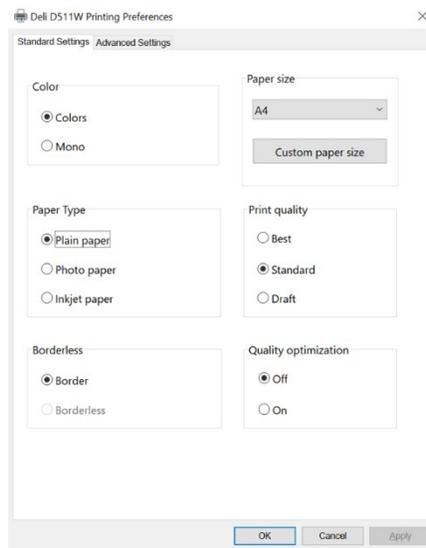 Deli D511W Printing Preferences
Standard Settings Advanced Settings
Color
Colors
Mono
Paper size
A4
Custom paper size
Paper Type
Plain paper
Photo paper
Inkjet paper
Print quality
Best
Standard
Draft
Borderless
Border
Borderless
Quality optimization
Off
On
OK Cancel Apply